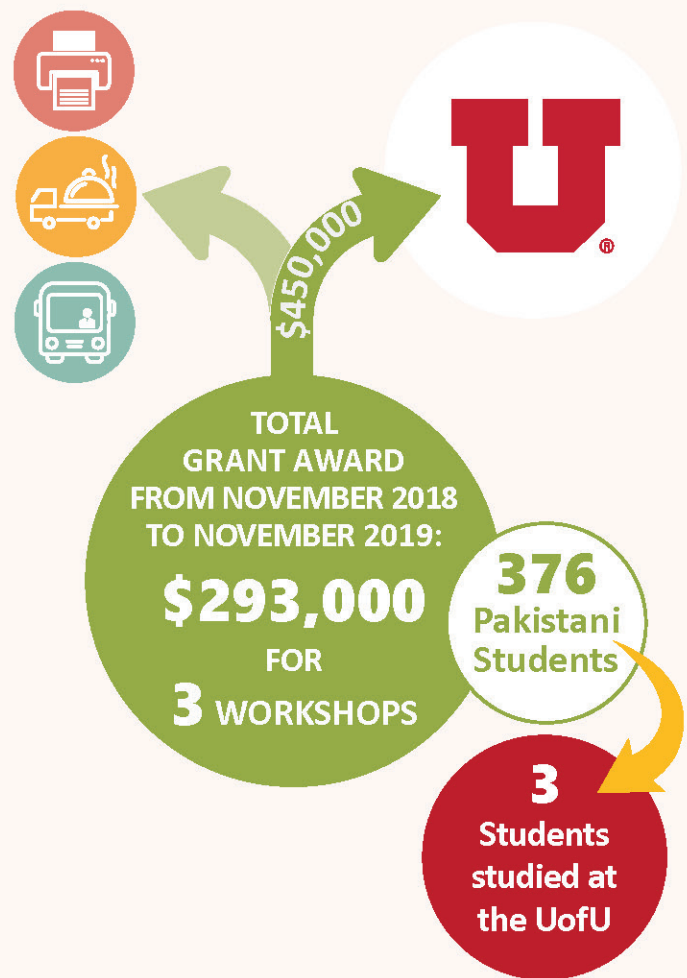 U
®
$450,000
TOTAL
GRANT AWARD
FROM NOVEMBER 2018
TO NOVEMBER 2019:
$293,000
FOR
3 WORKSHOPS
376
Pakistani
Students
3
Students
studied at
the UofU